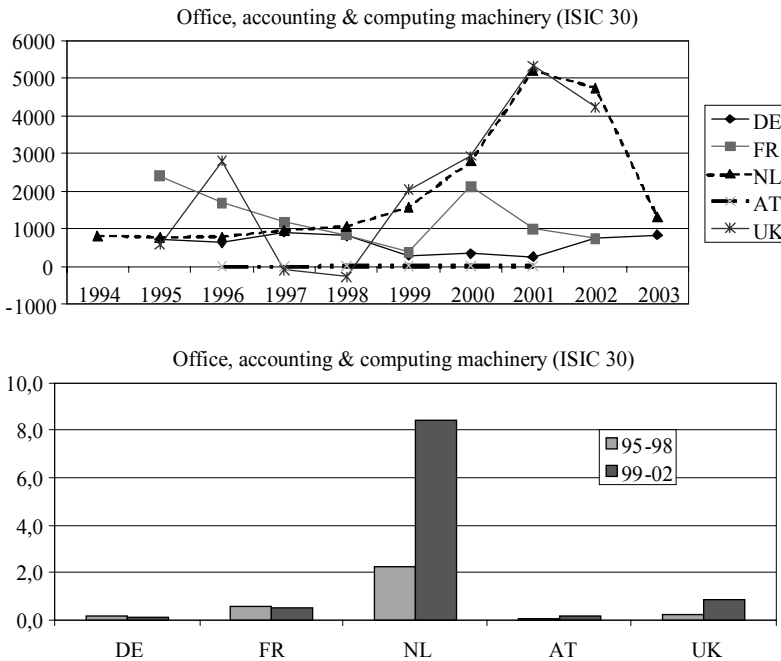 Office, accounting & computing machinery (ISIC 30)
6000
5000
4000
3000
2000
1000
0
-1000
1994 1995 1996 1997 1998 1999 2000 2001 2002 2003
DE
FR
NL
AT
UK
Office, accounting & computing machinery (ISIC 30)
10,0
8,0
6,0
4,0
2,0
0,0
95-98
99-02
DE FR NL AT UK